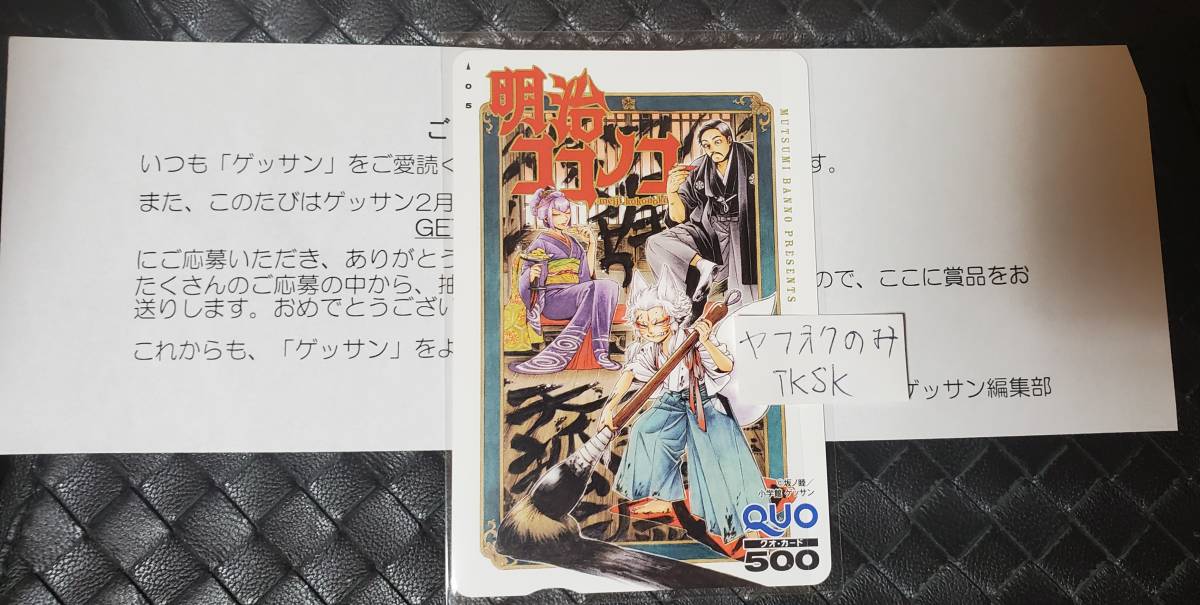 ご
いつも「ゲッサン」をご愛読く
す。
また、このたびはゲッサン2月
GE
にご応募いただき、ありがとう
たくさんのご応募の中から、抽
ので、ここに賞品をお
送りします。おめでとうござい
これからも、「ゲッサン」をよ
ゲッサン編集部
05
明治
ココノコ
meiji kokonoko
MUTSUMI BANNO PRESENTS
©坂ノ睦／
小学館 ゲッサン
QUO
クオ・カード
500
ヤフオクのみ
TKSK